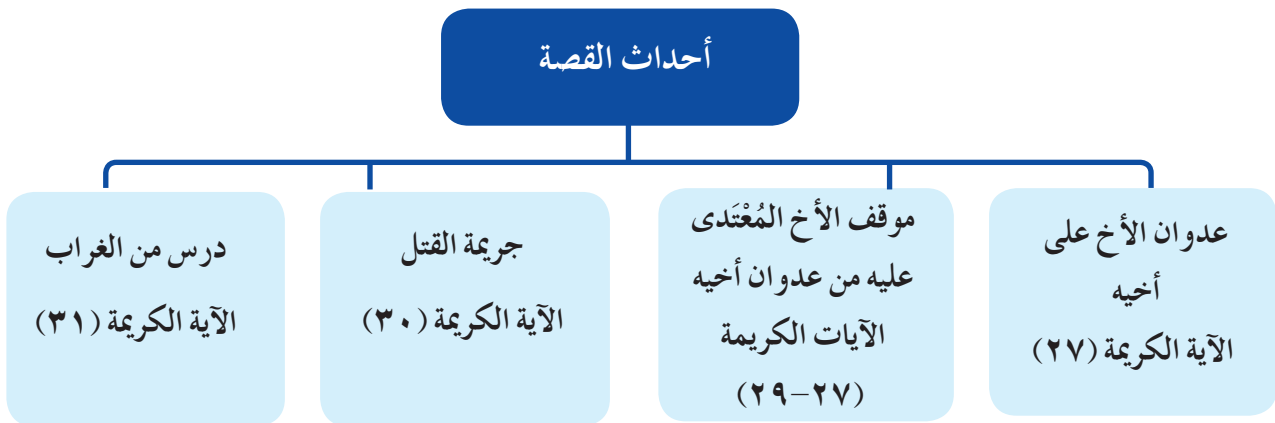 أحداث القصة
عدوان الأخ على
أخيه
الآية الكريمة (٢٧)
موقف الأخ المُعْتَدى
عليه من عدوان أخيه
الآيات الكريمة
(٢٧-٢٩)
جريمة القتل
الآية الكريمة (٣٠)
درس من الغراب
الآية الكريمة (٣١)